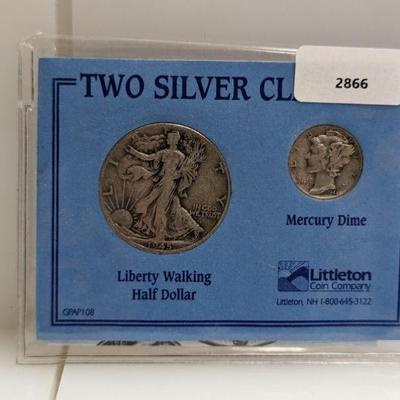 2866
TWO SILVER CLA
LIBERTY
IN GOD
WE TRUST
1945
Mercury Dime
Liberty Walking
Half Dollar
Littleton
Coin Company
Littleton, NH 1-800-645-3122
GPAP108